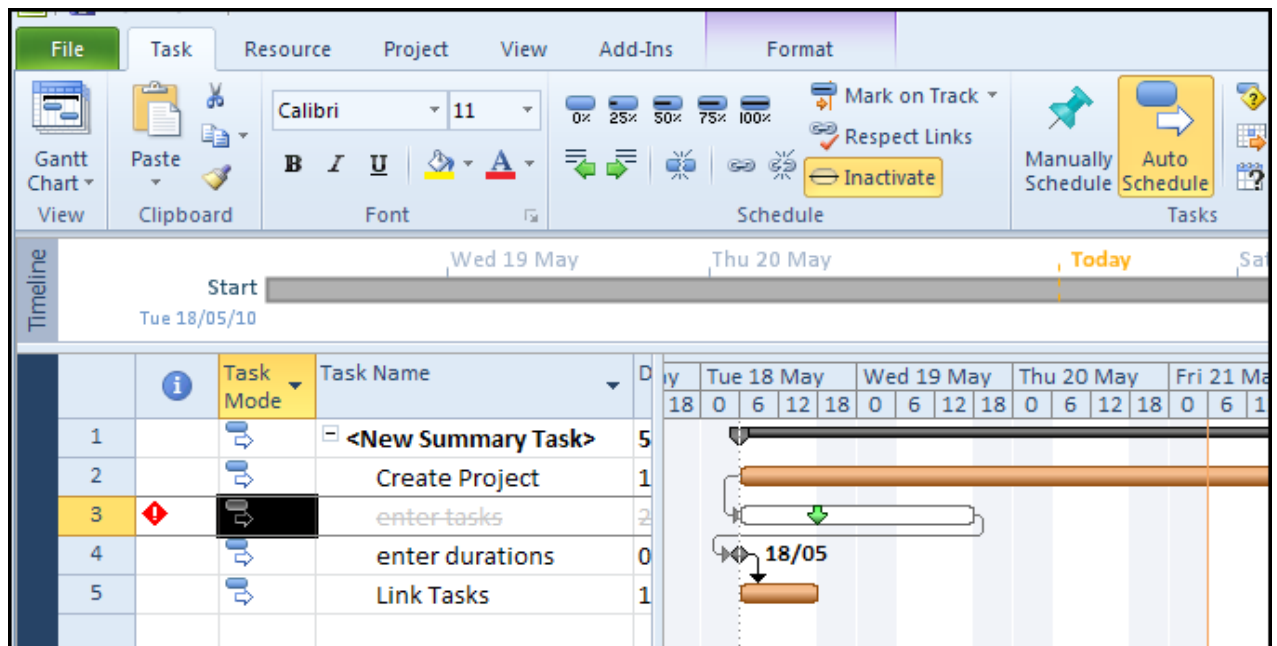 File Task Resource Project View Add-Ins Format
Calibri 11 0% 25% 50% 75% 100% Mark on Track
Respect Links
Gantt Chart Paste B I U A Inactivate Manually Schedule Auto Schedule
View Clipboard Font Schedule Tasks
Timeline
Wed 19 May Thu 20 May Today Sat
Start
Tue 18/05/10
Task Mode Task Name D
Tue 18 May Wed 19 May Thu 20 May Fri 21 Ma
18 0 6 12 18 0 6 12 18 0 6 12 18 0 6 1
1 <New Summary Task> 5
2 Create Project 1
3 enter tasks 2
4 enter durations 0 18/05
5 Link Tasks 1